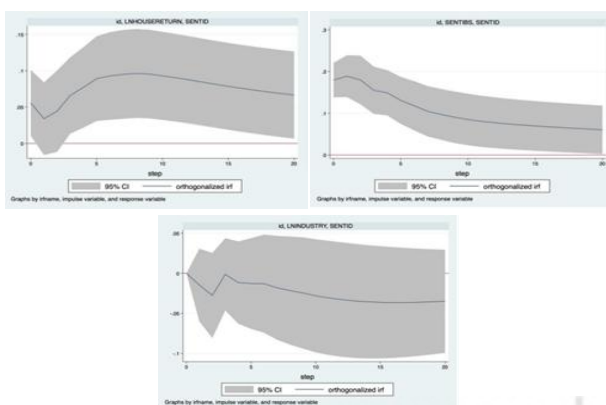 id, LNHOUSERETURN, SENTID
.15
.1
.05
0
0 5 10 15 20
step
95% CI orthogonalized irf
Graphs by irfname, impulse variable, and response variable
id, SENTIBS, SENTID
.3
.2
.1
0
0 5 10 15 20
step
95% CI orthogonalized irf
Graphs by irfname, impulse variable, and response variable
id, LNINDUSTRY, SENTID
.05
0
-.05
-.1
0 5 10 15 20
step
95% CI orthogonalized irf
Graphs by irfname, impulse variable, and response variable